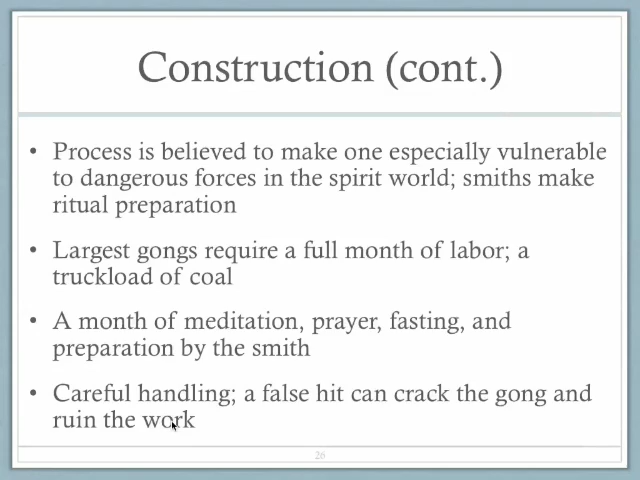 Construction (cont.)
• Process is believed to make one especially vulnerable
to dangerous forces in the spirit world; smiths make
ritual preparation
• Largest gongs require a full month of labor; a
truckload of coal
• A month of meditation, prayer, fasting, and
preparation by the smith
• Careful handling; a false hit can crack the gong and
ruin the work
26